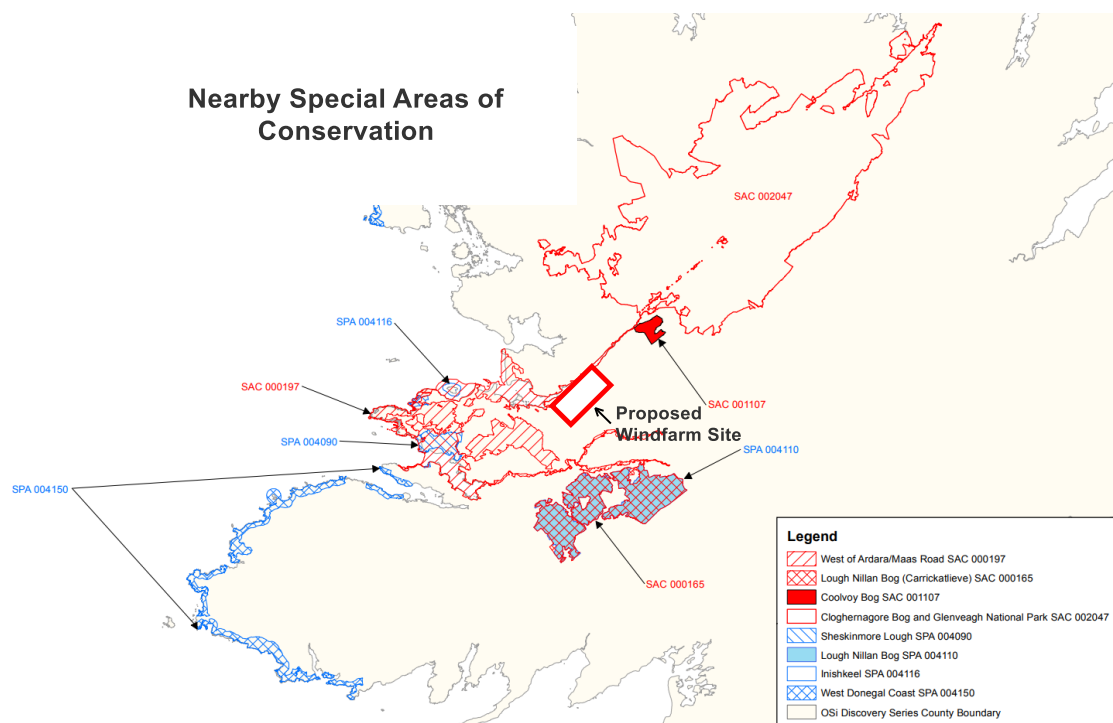 Nearby Special Areas of
Conservation
SAC 002047
SPA 004116
SAC 000197
SAC 001107
Proposed
Windfarm Site
SPA 004090
SPA 004110
SPA 004150
SAC 000165
Legend
West of Ardara/Maas Road SAC 000197
Lough Nillan Bog (Carrickatlieve) SAC 000165
Coolvoy Bog SAC 001107
Cloghernagore Bog and Glenveagh National Park SAC 002047
Sheskinmore Lough SPA 004090
Lough Nillan Bog SPA 004110
Inishkeel SPA 004116
West Donegal Coast SPA 004150
OSi Discovery Series County Boundary